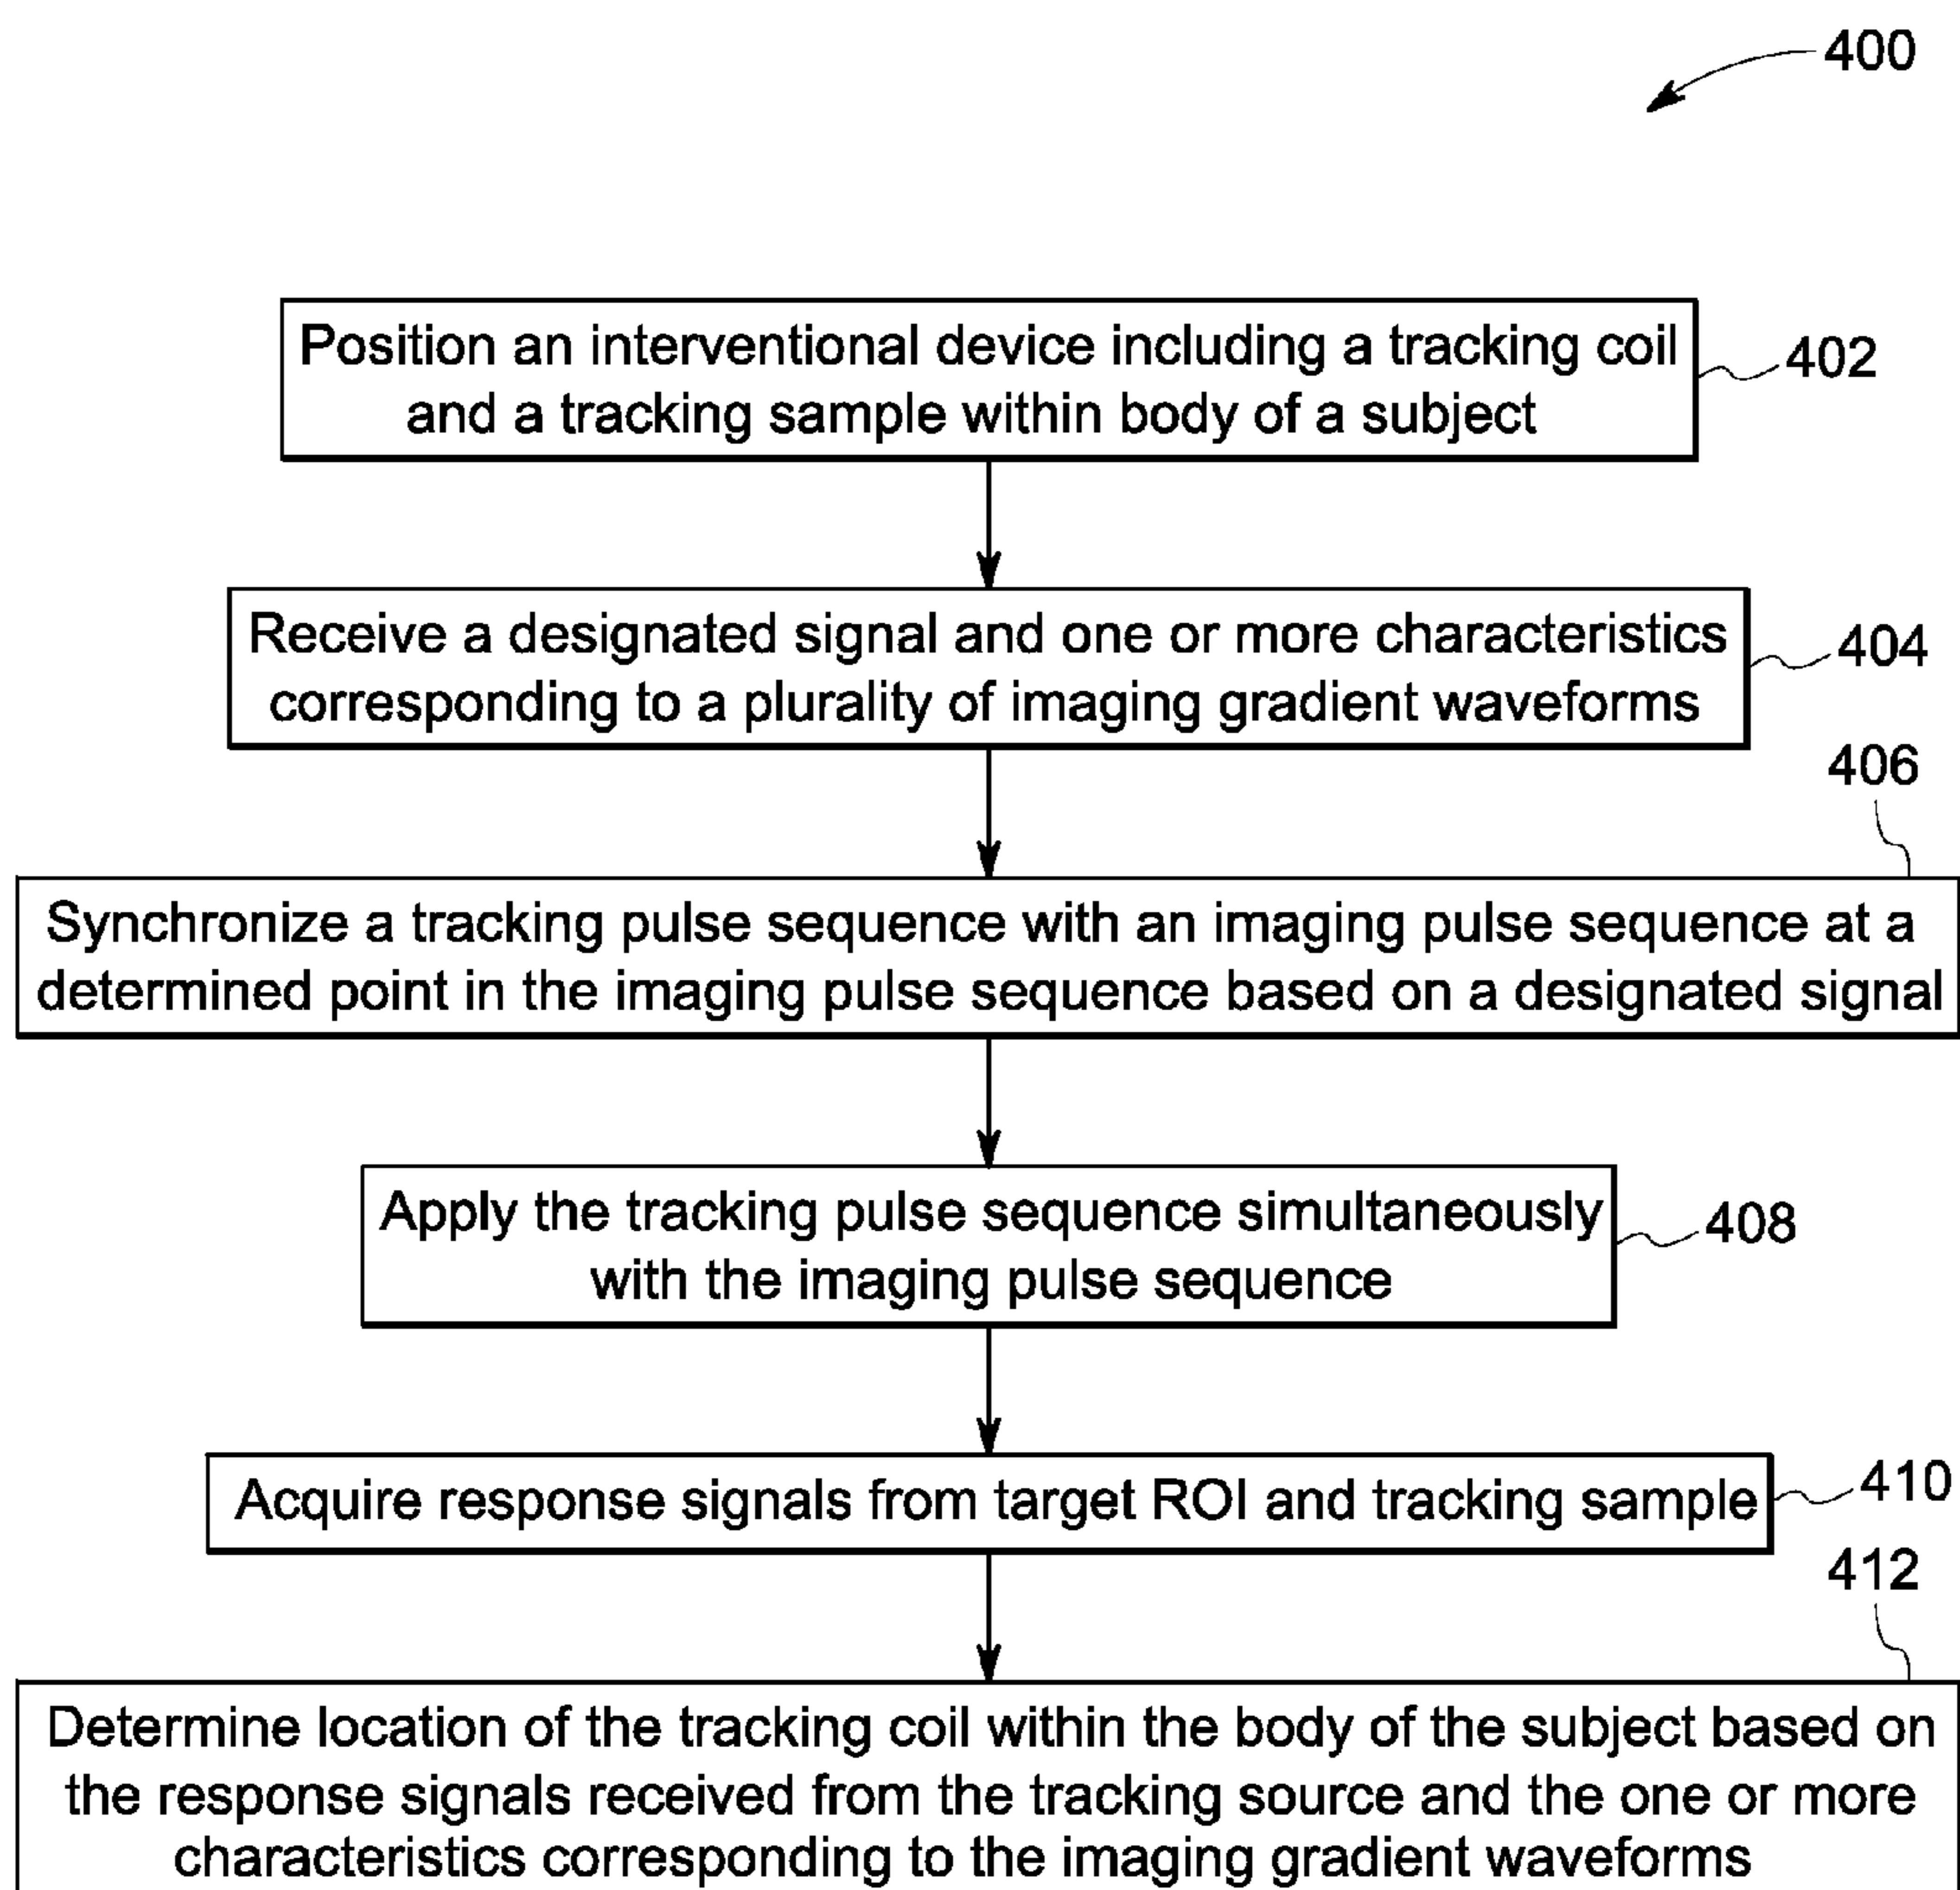 400
Position an interventional device including a tracking coil
and a tracking sample within body of a subject
402
Receive a designated signal and one or more characteristics
corresponding to a plurality of imaging gradient waveforms
404
406
Synchronize a tracking pulse sequence with an imaging pulse sequence at a
determined point in the imaging pulse sequence based on a designated signal
Apply the tracking pulse sequence simultaneously
with the imaging pulse sequence
408
Acquire response signals from target ROI and tracking sample
410
412
Determine location of the tracking coil within the body of the subject based on
the response signals received from the tracking source and the one or more
characteristics corresponding to the imaging gradient waveforms